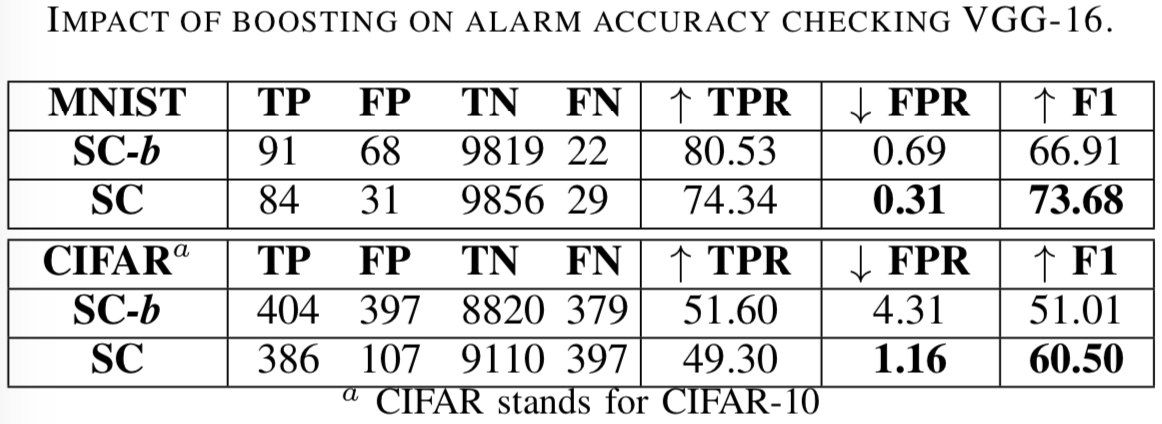 IMPACT OF BOOSTING ON ALARM ACCURACY CHECKING VGG-16.
MNIST TP FP TN FN ↑ TPR ↓ FPR ↑ F1
SC-b 91 68 9819 22 80.53 0.69 66.91
SC 84 31 9856 29 74.34 0.31 73.68
CIFARᵃ TP FP TN FN ↑ TPR ↓ FPR ↑ F1
SC-b 404 397 8820 379 51.60 4.31 51.01
SC 386 107 9110 397 49.30 1.16 60.50
ᵃ CIFAR stands for CIFAR-10